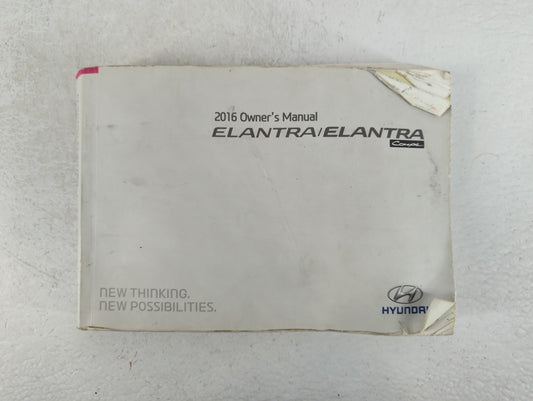 2016 Owner's Manual
ELANTRA/ELANTRA
Coupe
NEW THINKING.
NEW POSSIBILITIES.
HYUNDAI